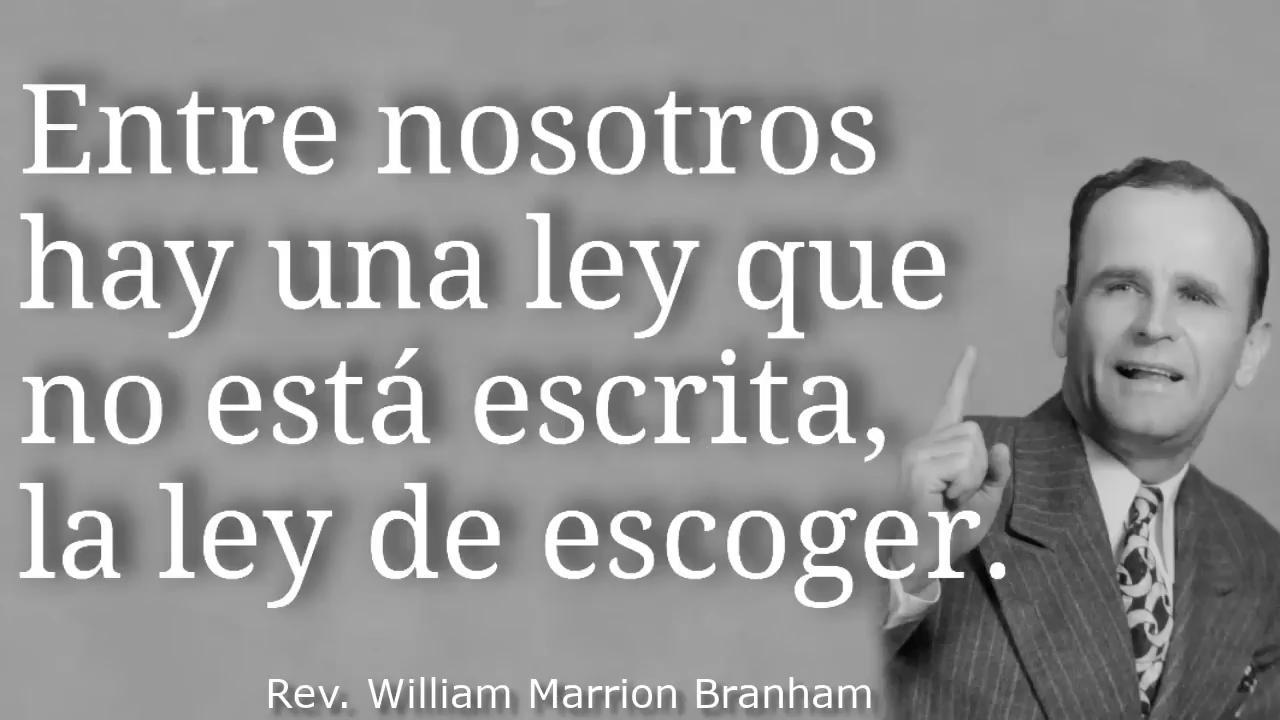 Entre nosotros
hay una ley que
no está escrita,
la ley de escoger.
Rev. William Marrion Branham